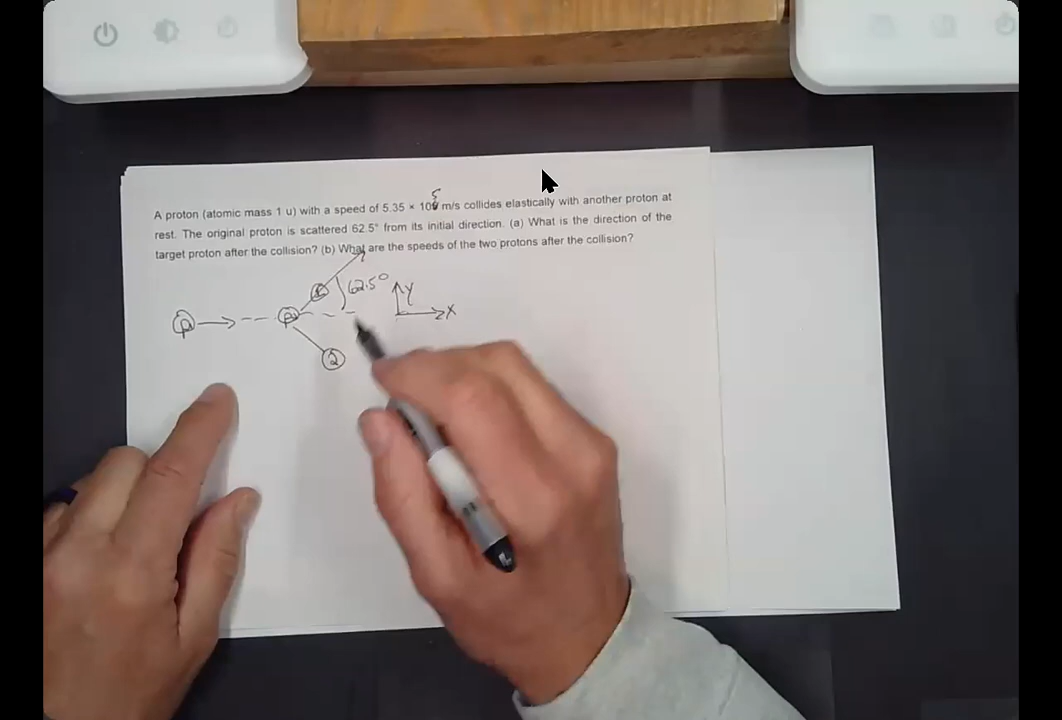 A proton (atomic mass 1 u) with a speed of 5.35 × 10⁵ m/s collides elastically with another proton at
rest. The original proton is scattered 62.5° from its initial direction. (a) What is the direction of the
target proton after the collision? (b) What are the speeds of the two protons after the collision?
62.5°
Y
X
2